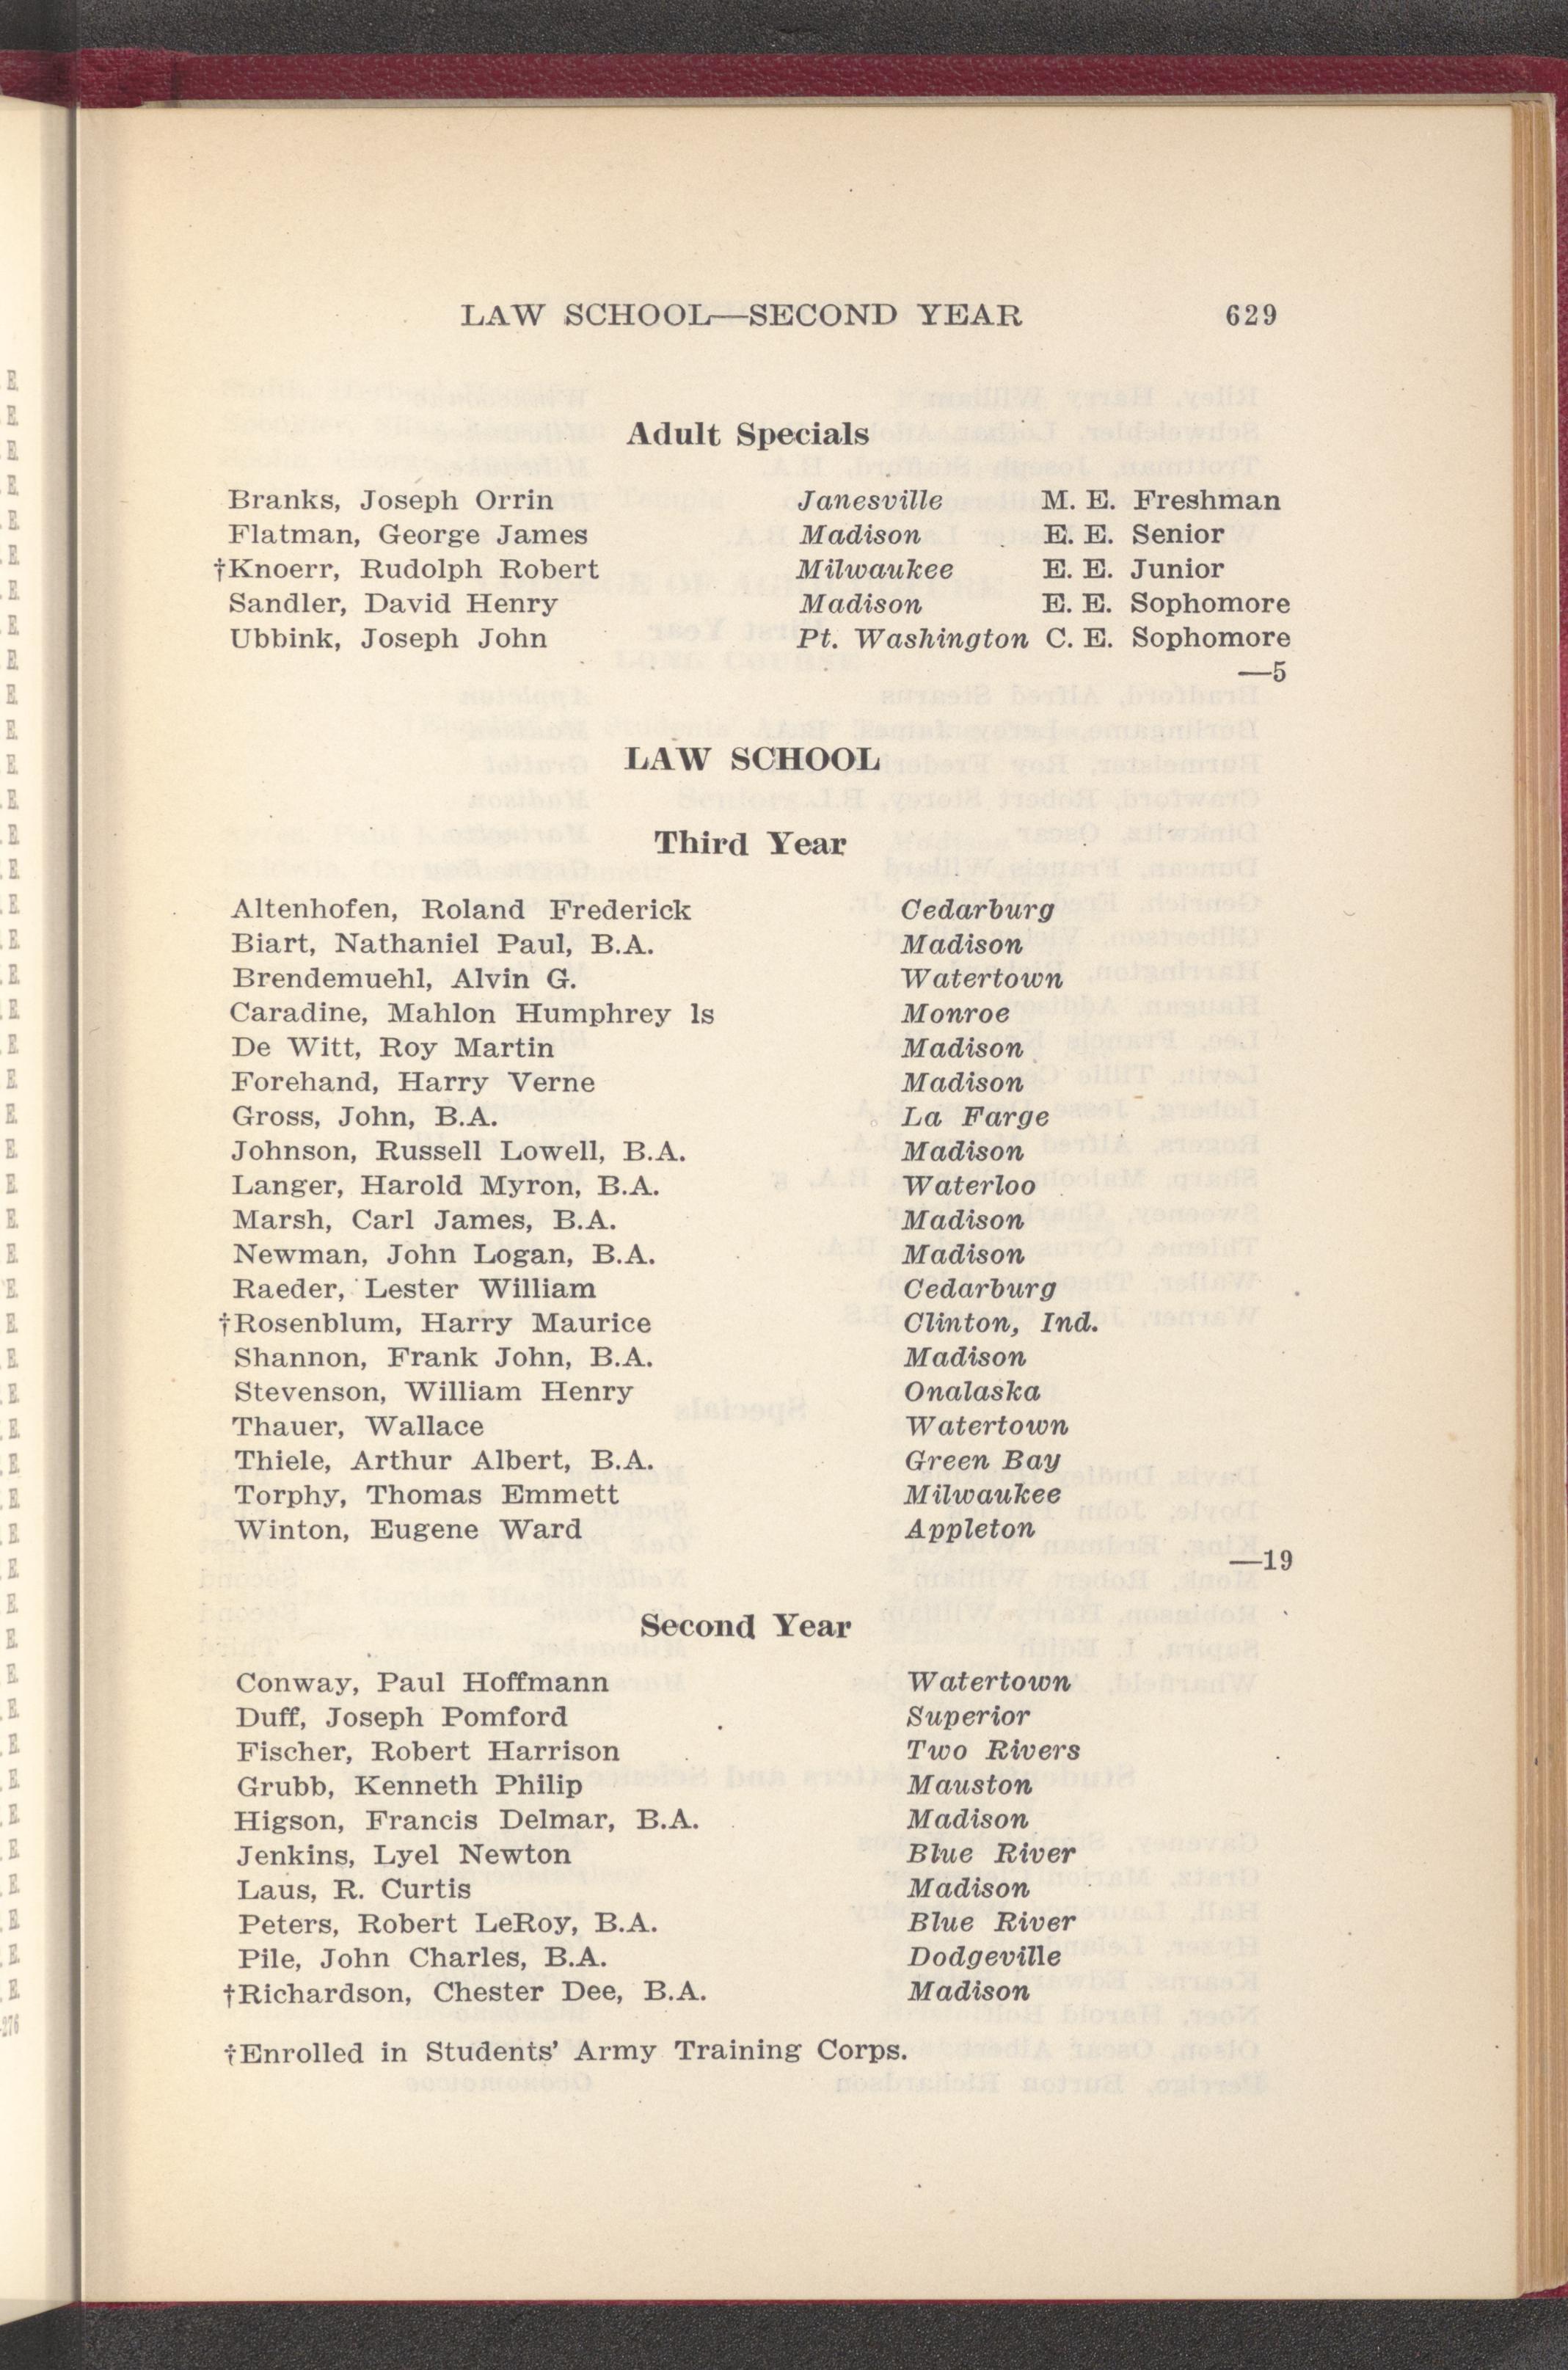 LAW SCHOOL—SECOND YEAR 629
Adult Specials
Branks, Joseph Orrin Janesville M. E. Freshman
Flatman, George James Madison E. E. Senior
†Knoerr, Rudolph Robert Milwaukee E. E. Junior
Sandler, David Henry Madison E. E. Sophomore
Ubbink, Joseph John Pt. Washington C. E. Sophomore
—5
LAW SCHOOL
Third Year
Altenhofen, Roland Frederick Cedarburg
Biart, Nathaniel Paul, B.A. Madison
Brendemuehl, Alvin G. Watertown
Caradine, Mahlon Humphrey ls Monroe
De Witt, Roy Martin Madison
Forehand, Harry Verne Madison
Gross, John, B.A. La Farge
Johnson, Russell Lowell, B.A. Madison
Langer, Harold Myron, B.A. Waterloo
Marsh, Carl James, B.A. Madison
Newman, John Logan, B.A. Madison
Raeder, Lester William Cedarburg
†Rosenblum, Harry Maurice Clinton, Ind.
Shannon, Frank John, B.A. Madison
Stevenson, William Henry Onalaska
Thauer, Wallace Watertown
Thiele, Arthur Albert, B.A. Green Bay
Torphy, Thomas Emmett Milwaukee
Winton, Eugene Ward Appleton
—19
Second Year
Conway, Paul Hoffmann Watertown
Duff, Joseph Pomford Superior
Fischer, Robert Harrison Two Rivers
Grubb, Kenneth Philip Mauston
Higson, Francis Delmar, B.A. Madison
Jenkins, Lyel Newton Blue River
Laus, R. Curtis Madison
Peters, Robert LeRoy, B.A. Blue River
Pile, John Charles, B.A. Dodgeville
†Richardson, Chester Dee, B.A. Madison
†Enrolled in Students' Army Training Corps.